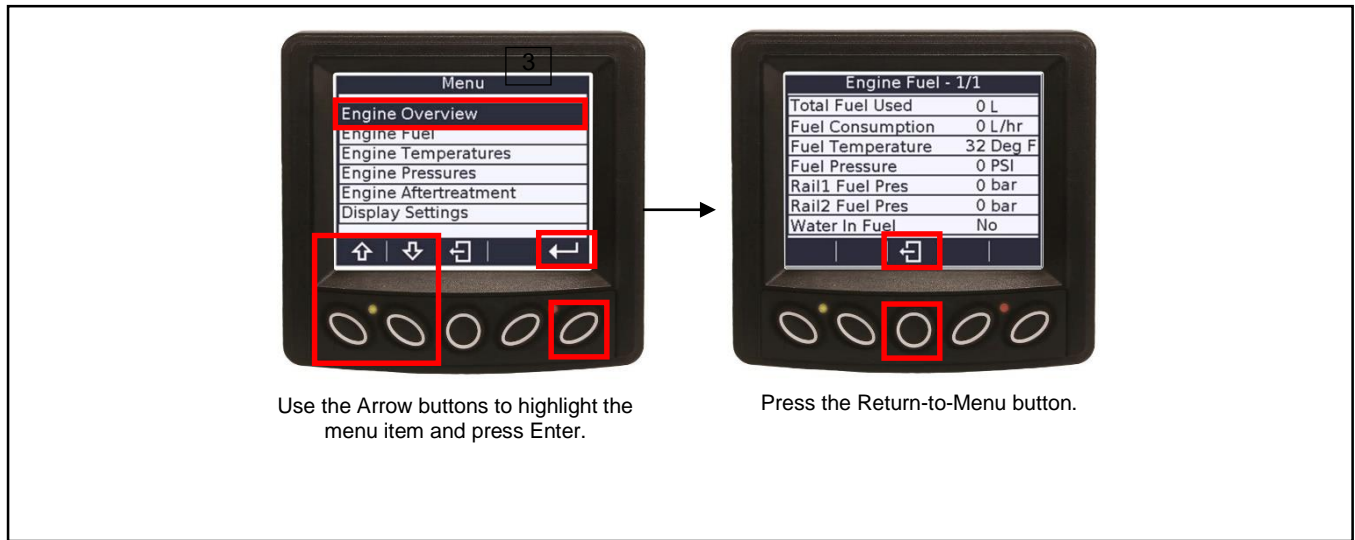 3
Menu
Engine Overview
Engine Fuel
Engine Temperatures
Engine Pressures
Engine Aftertreatment
Display Settings
Use the Arrow buttons to highlight the
menu item and press Enter.
Engine Fuel - 1/1
Total Fuel Used 0 L
Fuel Consumption 0 L/hr
Fuel Temperature 32 Deg F
Fuel Pressure 0 PSI
Rail1 Fuel Pres 0 bar
Rail2 Fuel Pres 0 bar
Water In Fuel No
Press the Return-to-Menu button.